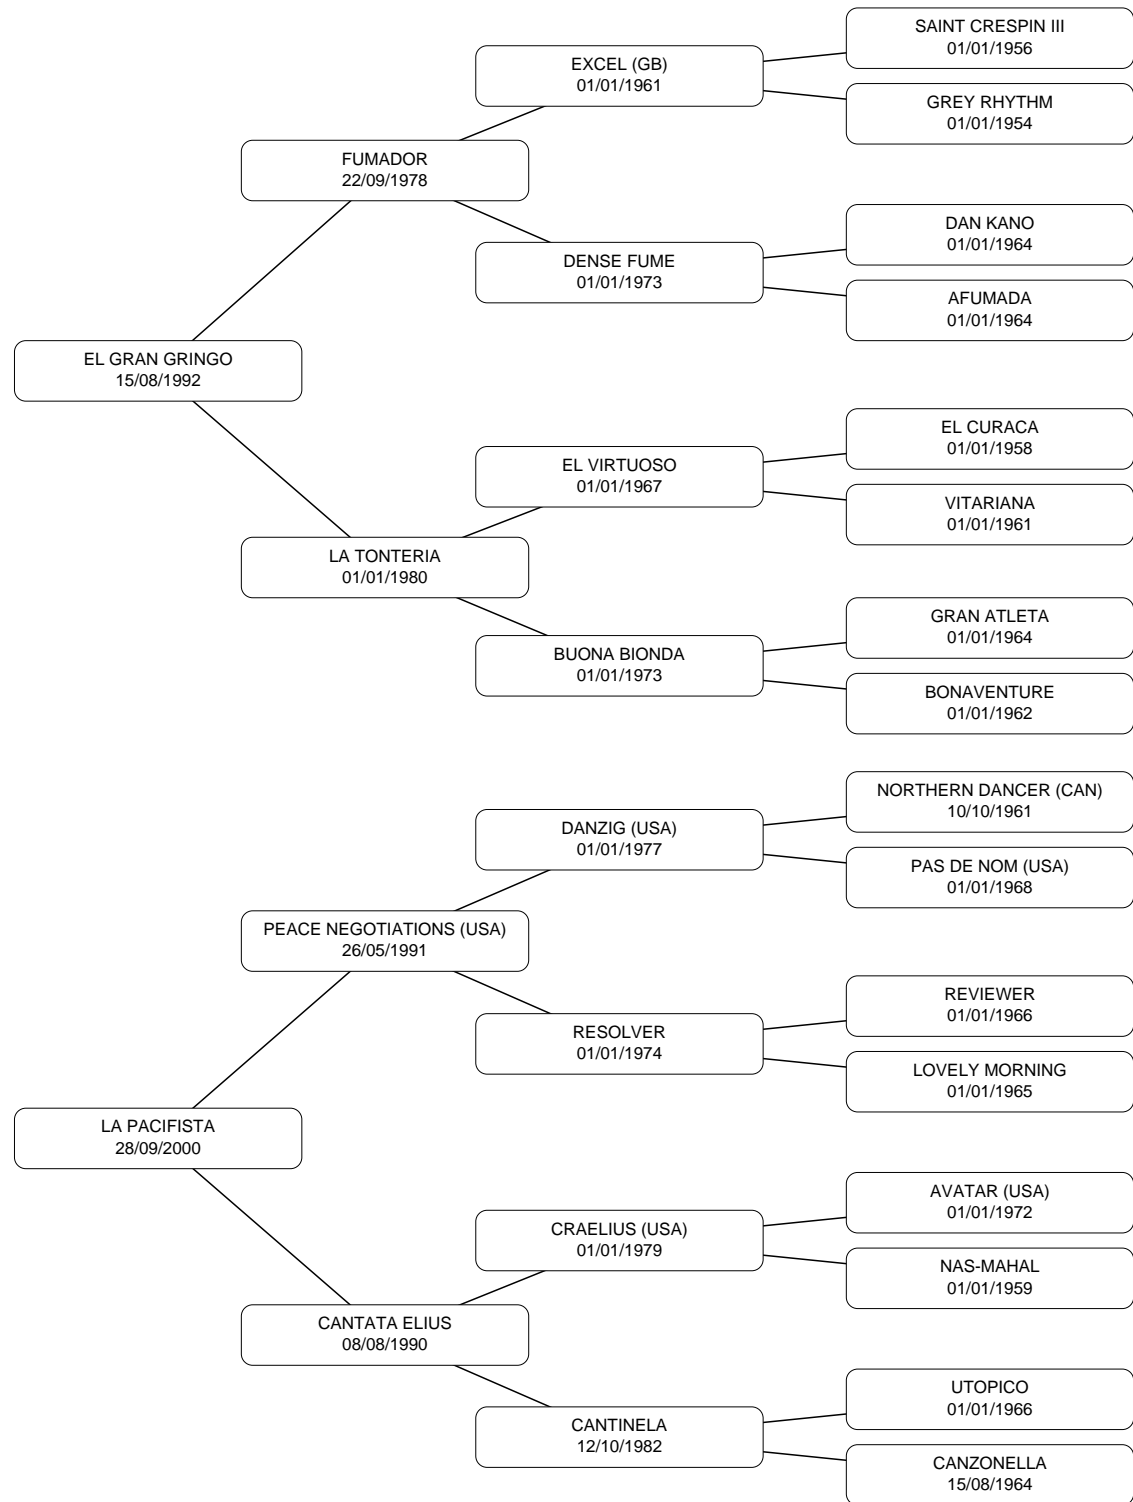 SAINT CRESPIN III
01/01/1956
EXCEL (GB)
01/01/1961
GREY RHYTHM
01/01/1954
FUMADOR
22/09/1978
DAN KANO
01/01/1964
DENSE FUME
01/01/1973
AFUMADA
01/01/1964
EL GRAN GRINGO
15/08/1992
EL CURACA
01/01/1958
EL VIRTUOSO
01/01/1967
VITARIANA
01/01/1961
LA TONTERIA
01/01/1980
GRAN ATLETA
01/01/1964
BUONA BIONDA
01/01/1973
BONAVENTURE
01/01/1962
NORTHERN DANCER (CAN)
10/10/1961
DANZIG (USA)
01/01/1977
PAS DE NOM (USA)
01/01/1968
PEACE NEGOTIATIONS (USA)
26/05/1991
REVIEWER
01/01/1966
RESOLVER
01/01/1974
LOVELY MORNING
01/01/1965
LA PACIFISTA
28/09/2000
AVATAR (USA)
01/01/1972
CRAELIUS (USA)
01/01/1979
NAS-MAHAL
01/01/1959
CANTATA ELIUS
08/08/1990
UTOPICO
01/01/1966
CANTINELA
12/10/1982
CANZONELLA
15/08/1964